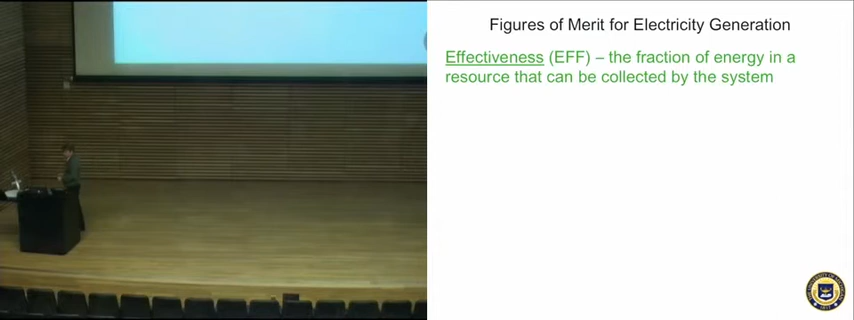 Figures of Merit for Electricity Generation
Effectiveness (EFF) – the fraction of energy in a
resource that can be collected by the system